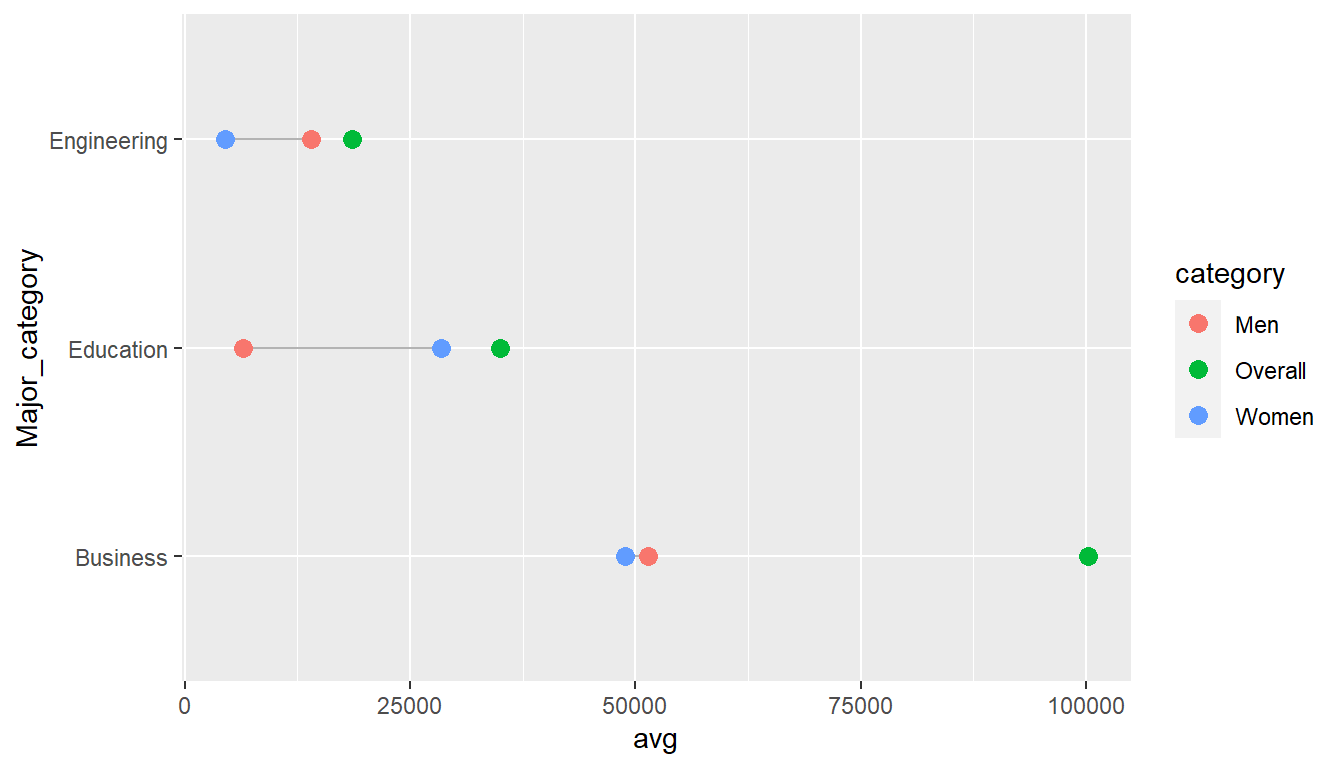 Engineering
Education
Business
Major_category
0 25000 50000 75000 100000
avg
category
Men
Overall
Women